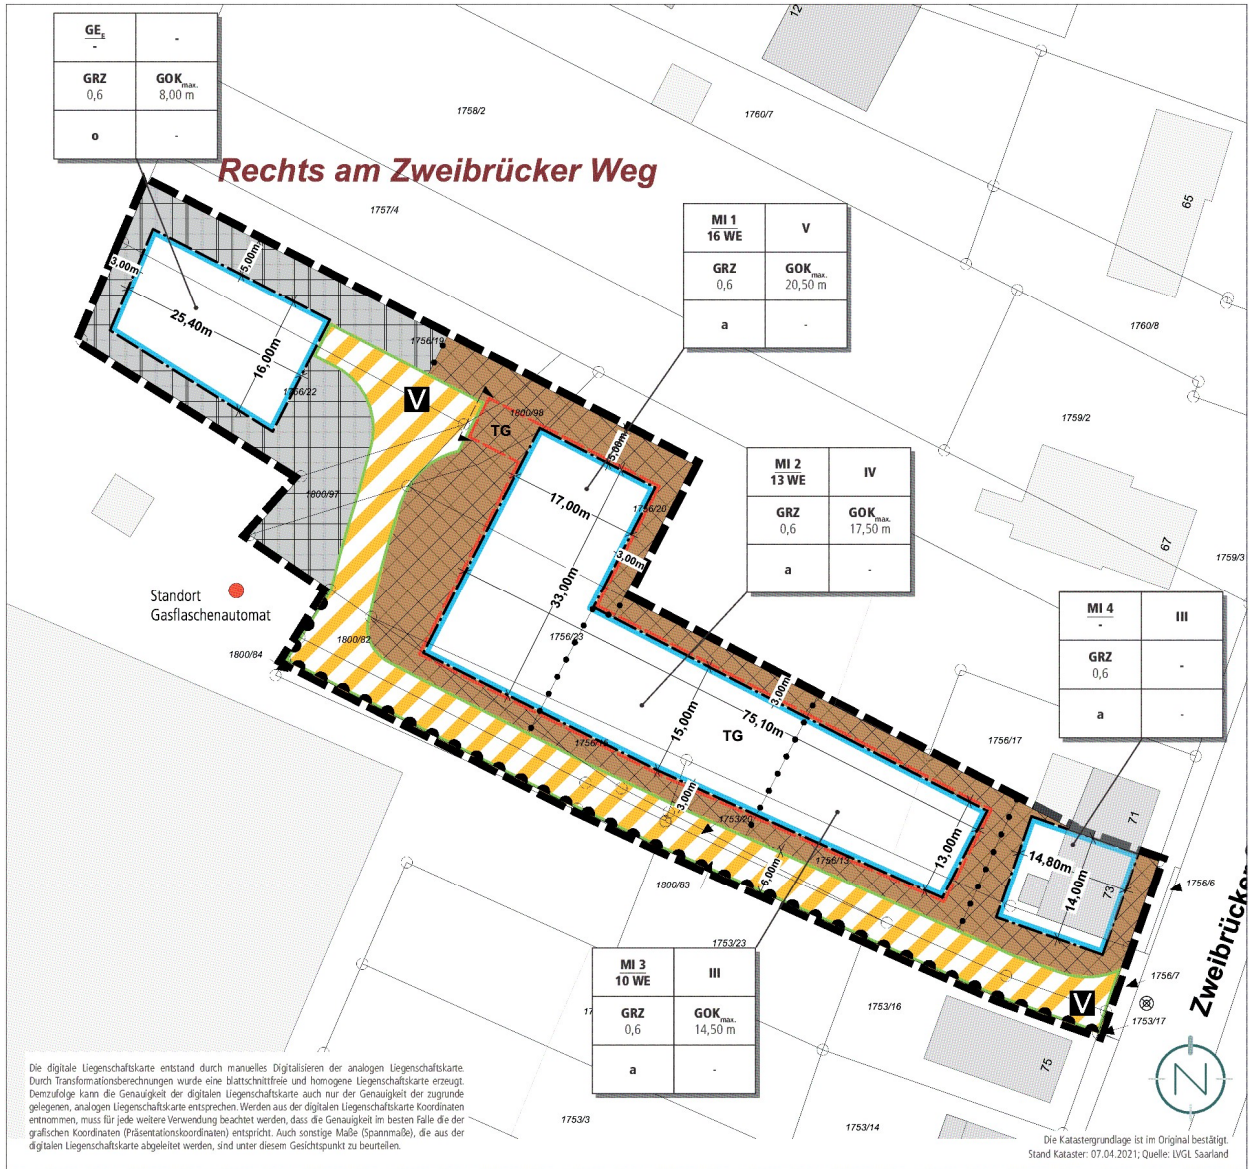 GEE -
-
GRZ GOKmax.
0,6 8,00 m
o -
12
1758/2
1760/7
Rechts am Zweibrücker Weg
1757/4
65
MI 1 V
16 WE
GRZ GOKmax.
0,6 20,50 m
a -
3,00m
5,00m
25,40m
16,00m
1756/19
1756/22
V
1760/8
1759/2
1800/98
TG
5,00m
17,00m
1756/20
3,00m
33,00m
1800/97
MI 2 IV
13 WE
GRZ GOKmax.
0,6 17,50 m
a -
67
1759/3
Standort
Gasflaschenautomat
1800/82
1800/84
1756/23
MI 4 III
-
GRZ -
0,6
a -
3,00m
75,10m
15,00m
TG
1756/17
3,00m
1753/20
1756/13
13,00m
6,00m
71
14,80m
14,00m
73
1756/6
1800/83
1753/23
Zweibrücker
MI 3 III
10 WE
GRZ GOKmax.
0,6 14,50 m
a -
1756/7
V
1753/16
1753/17
75
N
1753/3
1753/14
Die digitale Liegenschaftskarte entstand durch manuelles Digitalisieren der analogen Liegenschaftskarte.
Durch Transformationsberechnungen wurde eine blattschnittfreie und homogene Liegenschaftskarte erzeugt.
Demzufolge kann die Genauigkeit der digitalen Liegenschaftskarte auch nur der Genauigkeit der zugrunde
gelegenen, analogen Liegenschaftskarte entsprechen. Werden aus der digitalen Liegenschaftskarte Koordinaten
entnommen, muss für jede weitere Verwendung beachtet werden, dass die Genauigkeit im besten Falle die der
grafischen Koordinaten (Präsentationskoordinaten) entspricht. Auch sonstige Maße (Spannmaße), die aus der
digitalen Liegenschaftskarte abgeleitet werden, sind unter diesem Gesichtspunkt zu beurteilen.
Die Katastergrundlage ist im Original bestätigt.
Stand Kataster: 07.04.2021; Quelle: LVGL Saarland